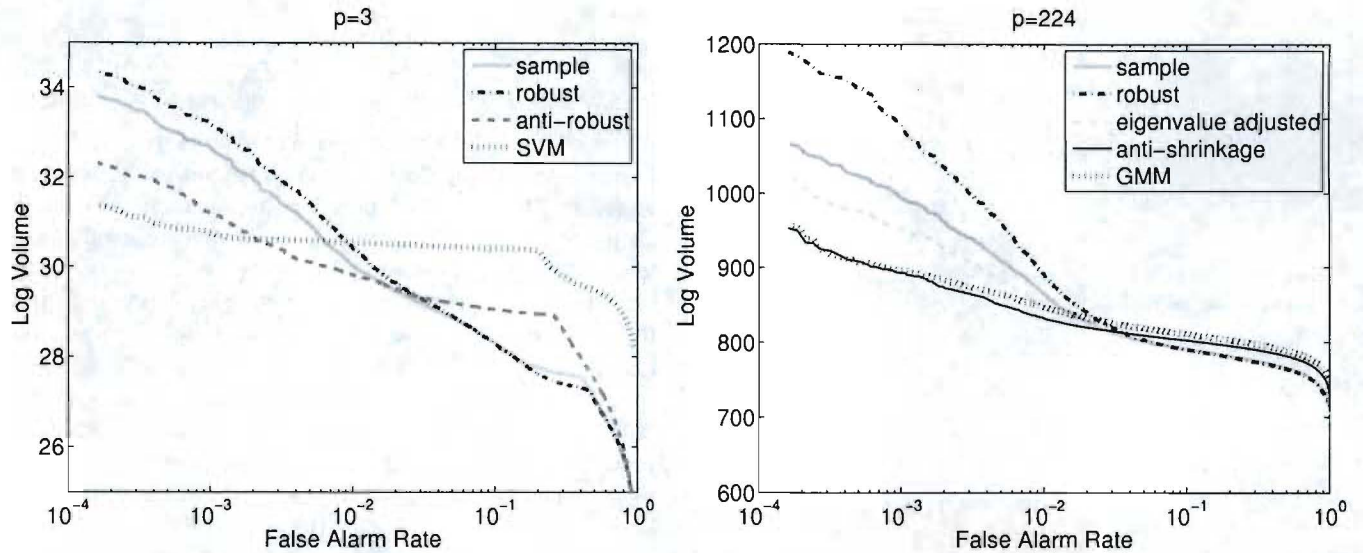 p=3
Log Volume
34
32
30
28
26
10^-4
10^-3
10^-2
10^-1
10^0
False Alarm Rate
sample
robust
anti-robust
SVM
p=224
Log Volume
1200
1100
1000
900
800
700
600
10^-4
10^-3
10^-2
10^-1
10^0
False Alarm Rate
sample
robust
eigenvalue adjusted
anti-shrinkage
GMM